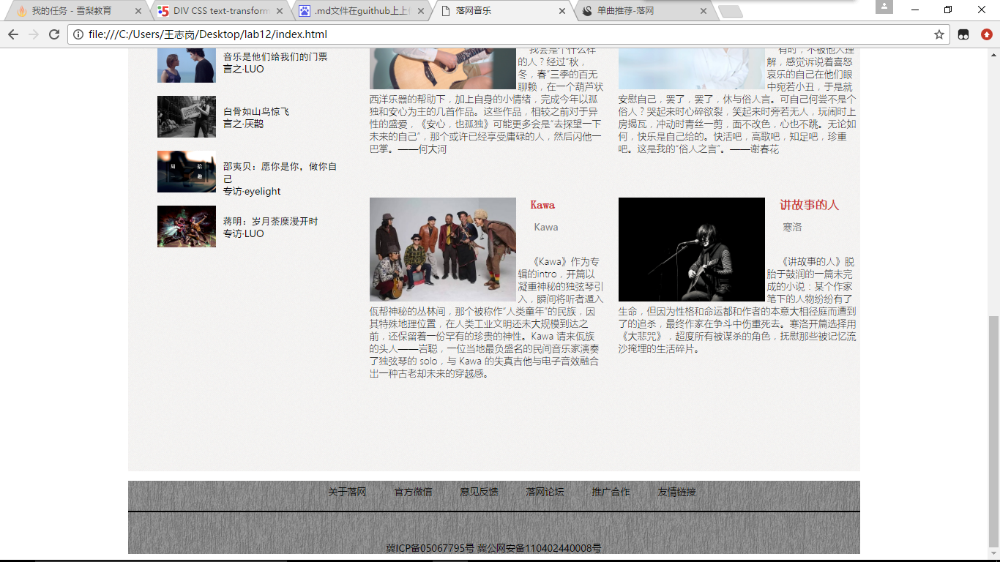 我的任务 - 雪梨教育
DIV CSS text-transform
.md文件在guithub上上
落网音乐
单曲推荐-落网
file:///C:/Users/王志岗/Desktop/lab12/index.html
音乐是他们给我们的门票
言之·LUO
白骨如山鸟惊飞
言之·厌鹊
邵夷贝：愿你是你，做你自
己
专访·eyelight
蒋明：岁月荼糜漫开时
专访·LUO
我会是个什么样
的人？经过“秋，
冬，春”三季的百无
聊赖，在一个葫芦状
西洋乐器的帮助下，加上自身的小情绪，完成今年以孤
独和安心为主的几首作品。这些作品，相较之前对于异
性的盛爱，《安心，也孤独》可能更多会是“去探望一下
未来的自己”，那个或许已经享受庸碌的人，然后闪他一
巴掌。——何大河
有时，不被他人理
解，感觉诉说着喜怒
哀乐的自己在他们眼
中宛若小丑，于是就
安慰自己，罢了，罢了，休与俗人言。可自己何尝不是个
俗人？哭起来时心碎欲裂，笑起来时旁若无人，玩闹时上
房揭瓦，冲动时青丝一剪，面不改色，心也不跳。无论如
何，快乐是自己给的。快活吧，高歌吧，知足吧，珍重
吧。这是我的“俗人之言”。——谢春花
Kawa
Kawa
《Kawa》作为专
辑的intro，开篇以
凝重神秘的独弦琴引
入，瞬间将听者遁入
佤帮神秘的丛林间，那个被称作“人类童年”的民族，因
其特殊地理位置，在人类工业文明还未大规模到达之
前，还保留着一份罕有的珍贵的神性。Kawa 请来佤族
的头人——岩聪，一位当地最负盛名的民间音乐家演奏
了独弦琴的 solo，与 Kawa 的失真吉他与电子音效融合
出一种古老却未来的穿越感。
讲故事的人
寒洛
《讲故事的人》脱
胎于鼓润的一篇未完
成的小说：某个作家
笔下的人物纷纷有了
生命，但因为性格和命运都和作者的本意大相径庭而遭到
了的追杀，最终作家在争斗中伤重死去。寒洛开篇选择用
《大悲咒》，超度所有被谋杀的角色，抚慰那些被记忆流
沙掩埋的生活碎片。
关于落网 官方微信 意见反馈 落网论坛 推广合作 友情链接
冀ICP备05067795号 冀公网安备110402440008号